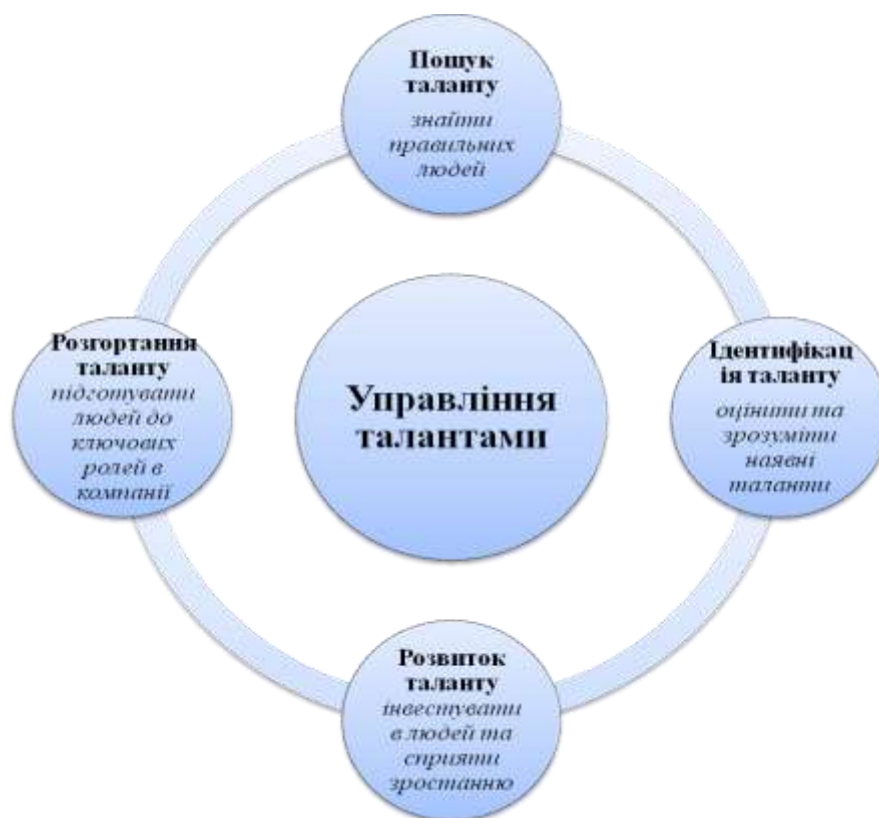 Пошук
таланту
знайти
правильних
людей
Розгортання
таланту
підготувати
людей до
ключових
ролей в
компанії
Управління
талантами
Ідентифікац
ія таланту
оцінити та
зрозуміти
наявні
таланти
Розвиток
таланту
інвестувати
в людей та
сприяти
зростанню